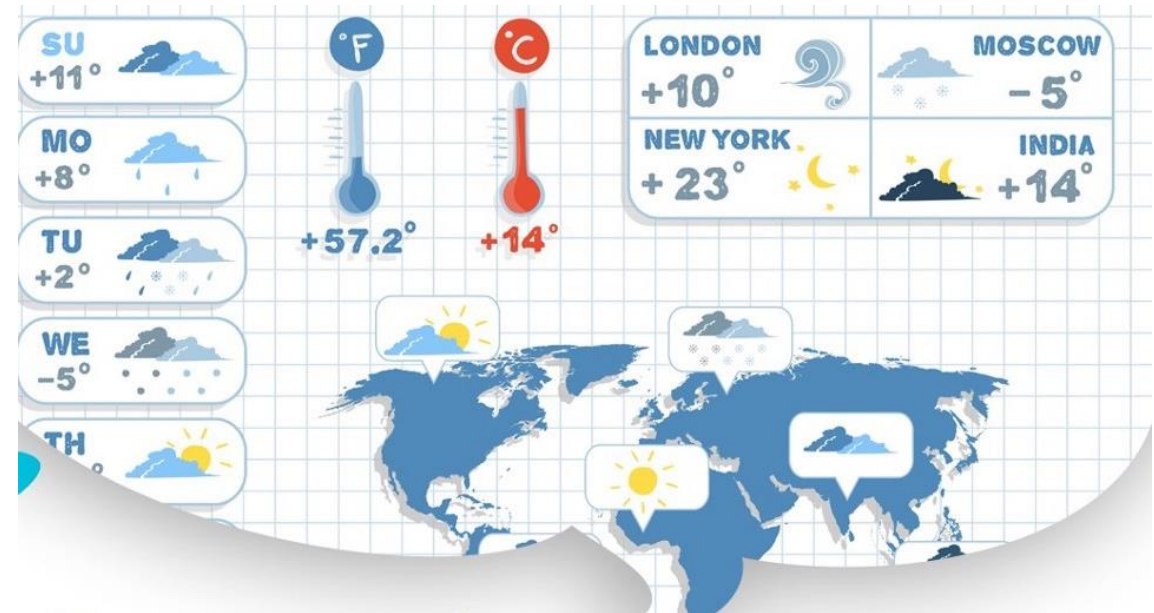 SU
+11°
MO
+8°
TU
+2°
WE
-5°
TH
°F
+57.2°
°C
+14°
LONDON
+10°
MOSCOW
- 5°
NEW YORK
+ 23°
INDIA
+14°